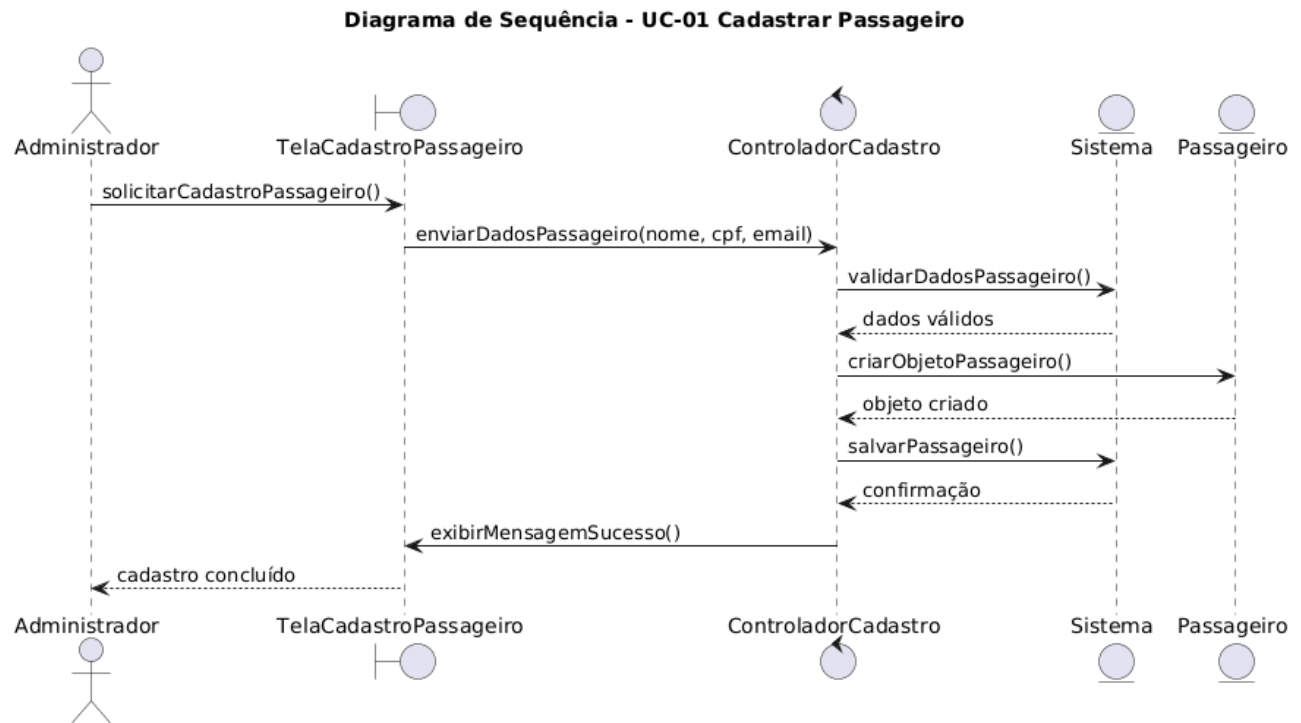 Diagrama de Sequência - UC-01 Cadastrar Passageiro
Administrador TelaCadastroPassageiro ControladorCadastro Sistema Passageiro
solicitarCadastroPassageiro()
enviarDadosPassageiro(nome, cpf, email)
validarDadosPassageiro()
dados válidos
criarObjetoPassageiro()
objeto criado
salvarPassageiro()
confirmação
exibirMensagemSucesso()
cadastro concluído
Administrador TelaCadastroPassageiro ControladorCadastro Sistema Passageiro